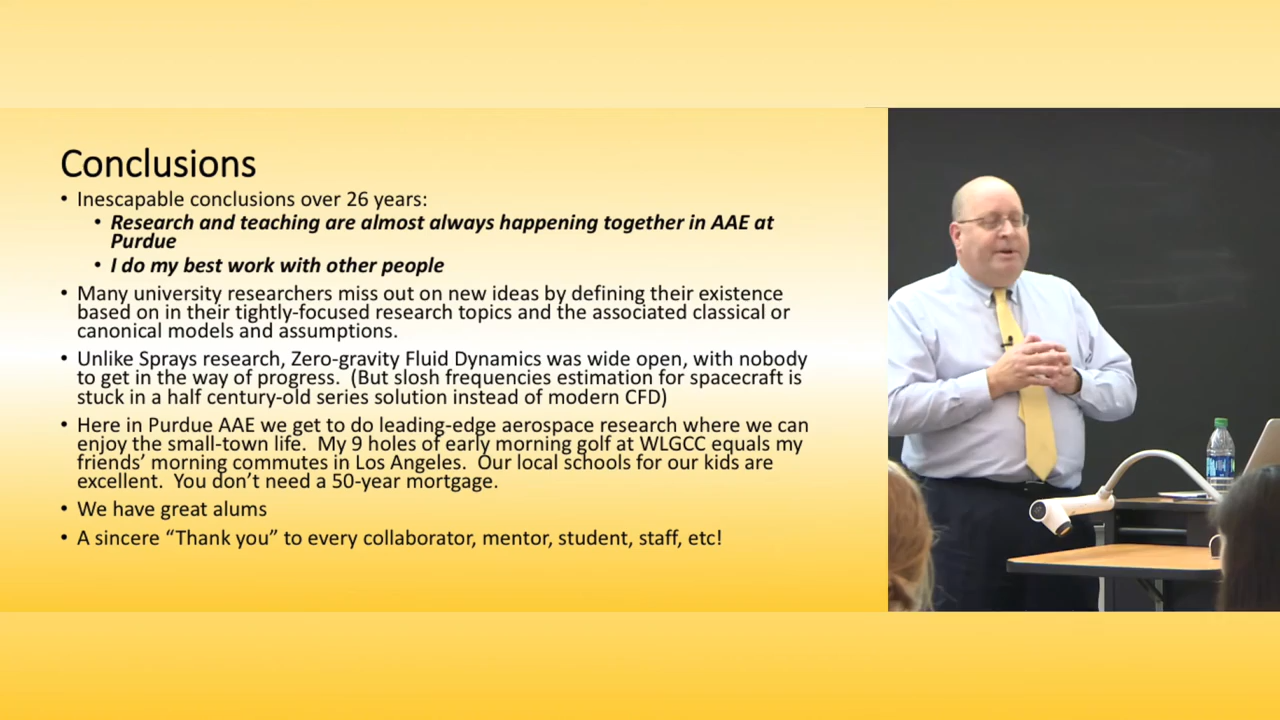 Conclusions
• Inescapable conclusions over 26 years:
• Research and teaching are almost always happening together in AAE at
Purdue
• I do my best work with other people
• Many university researchers miss out on new ideas by defining their existence
based on in their tightly-focused research topics and the associated classical or
canonical models and assumptions.
• Unlike Sprays research, Zero-gravity Fluid Dynamics was wide open, with nobody
to get in the way of progress.  (But slosh frequencies estimation for spacecraft is
stuck in a half century-old series solution instead of modern CFD)
• Here in Purdue AAE we get to do leading-edge aerospace research where we can
enjoy the small-town life.  My 9 holes of early morning golf at WLGCC equals my
friends’ morning commutes in Los Angeles.  Our local schools for our kids are
excellent.  You don’t need a 50-year mortgage.
• We have great alums
• A sincere “Thank you” to every collaborator, mentor, student, staff, etc!